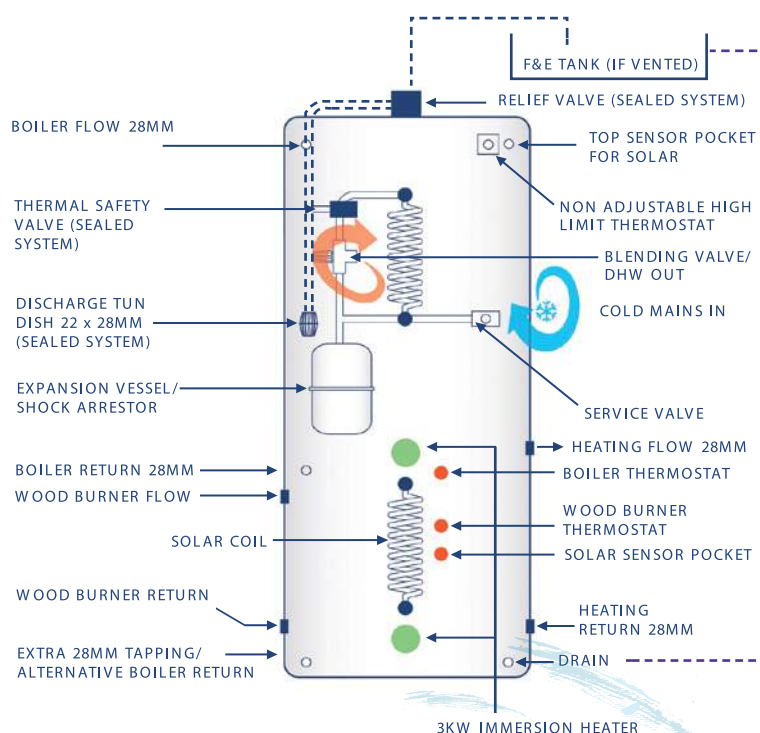 F&E TANK (IF VENTED)
RELIEF VALVE (SEALED SYSTEM)
BOILER FLOW 28MM
TOP SENSOR POCKET
FOR SOLAR
THERMAL SAFETY
VALVE (SEALED
SYSTEM)
NON ADJUSTABLE HIGH
LIMIT THERMOSTAT
BLENDING VALVE/
DHW OUT
DISCHARGE TUN
DISH 22 x 28MM
(SEALED SYSTEM)
COLD MAINS IN
EXPANSION VESSEL/
SHOCK ARRESTOR
SERVICE VALVE
HEATING FLOW 28MM
BOILER RETURN 28MM
BOILER THERMOSTAT
WOOD BURNER FLOW
WOOD BURNER
THERMOSTAT
SOLAR COIL
SOLAR SENSOR POCKET
WOOD BURNER RETURN
HEATING
RETURN 28MM
EXTRA 28MM TAPPING/
ALTERNATIVE BOILER RETURN
DRAIN
3KW IMMERSION HEATER